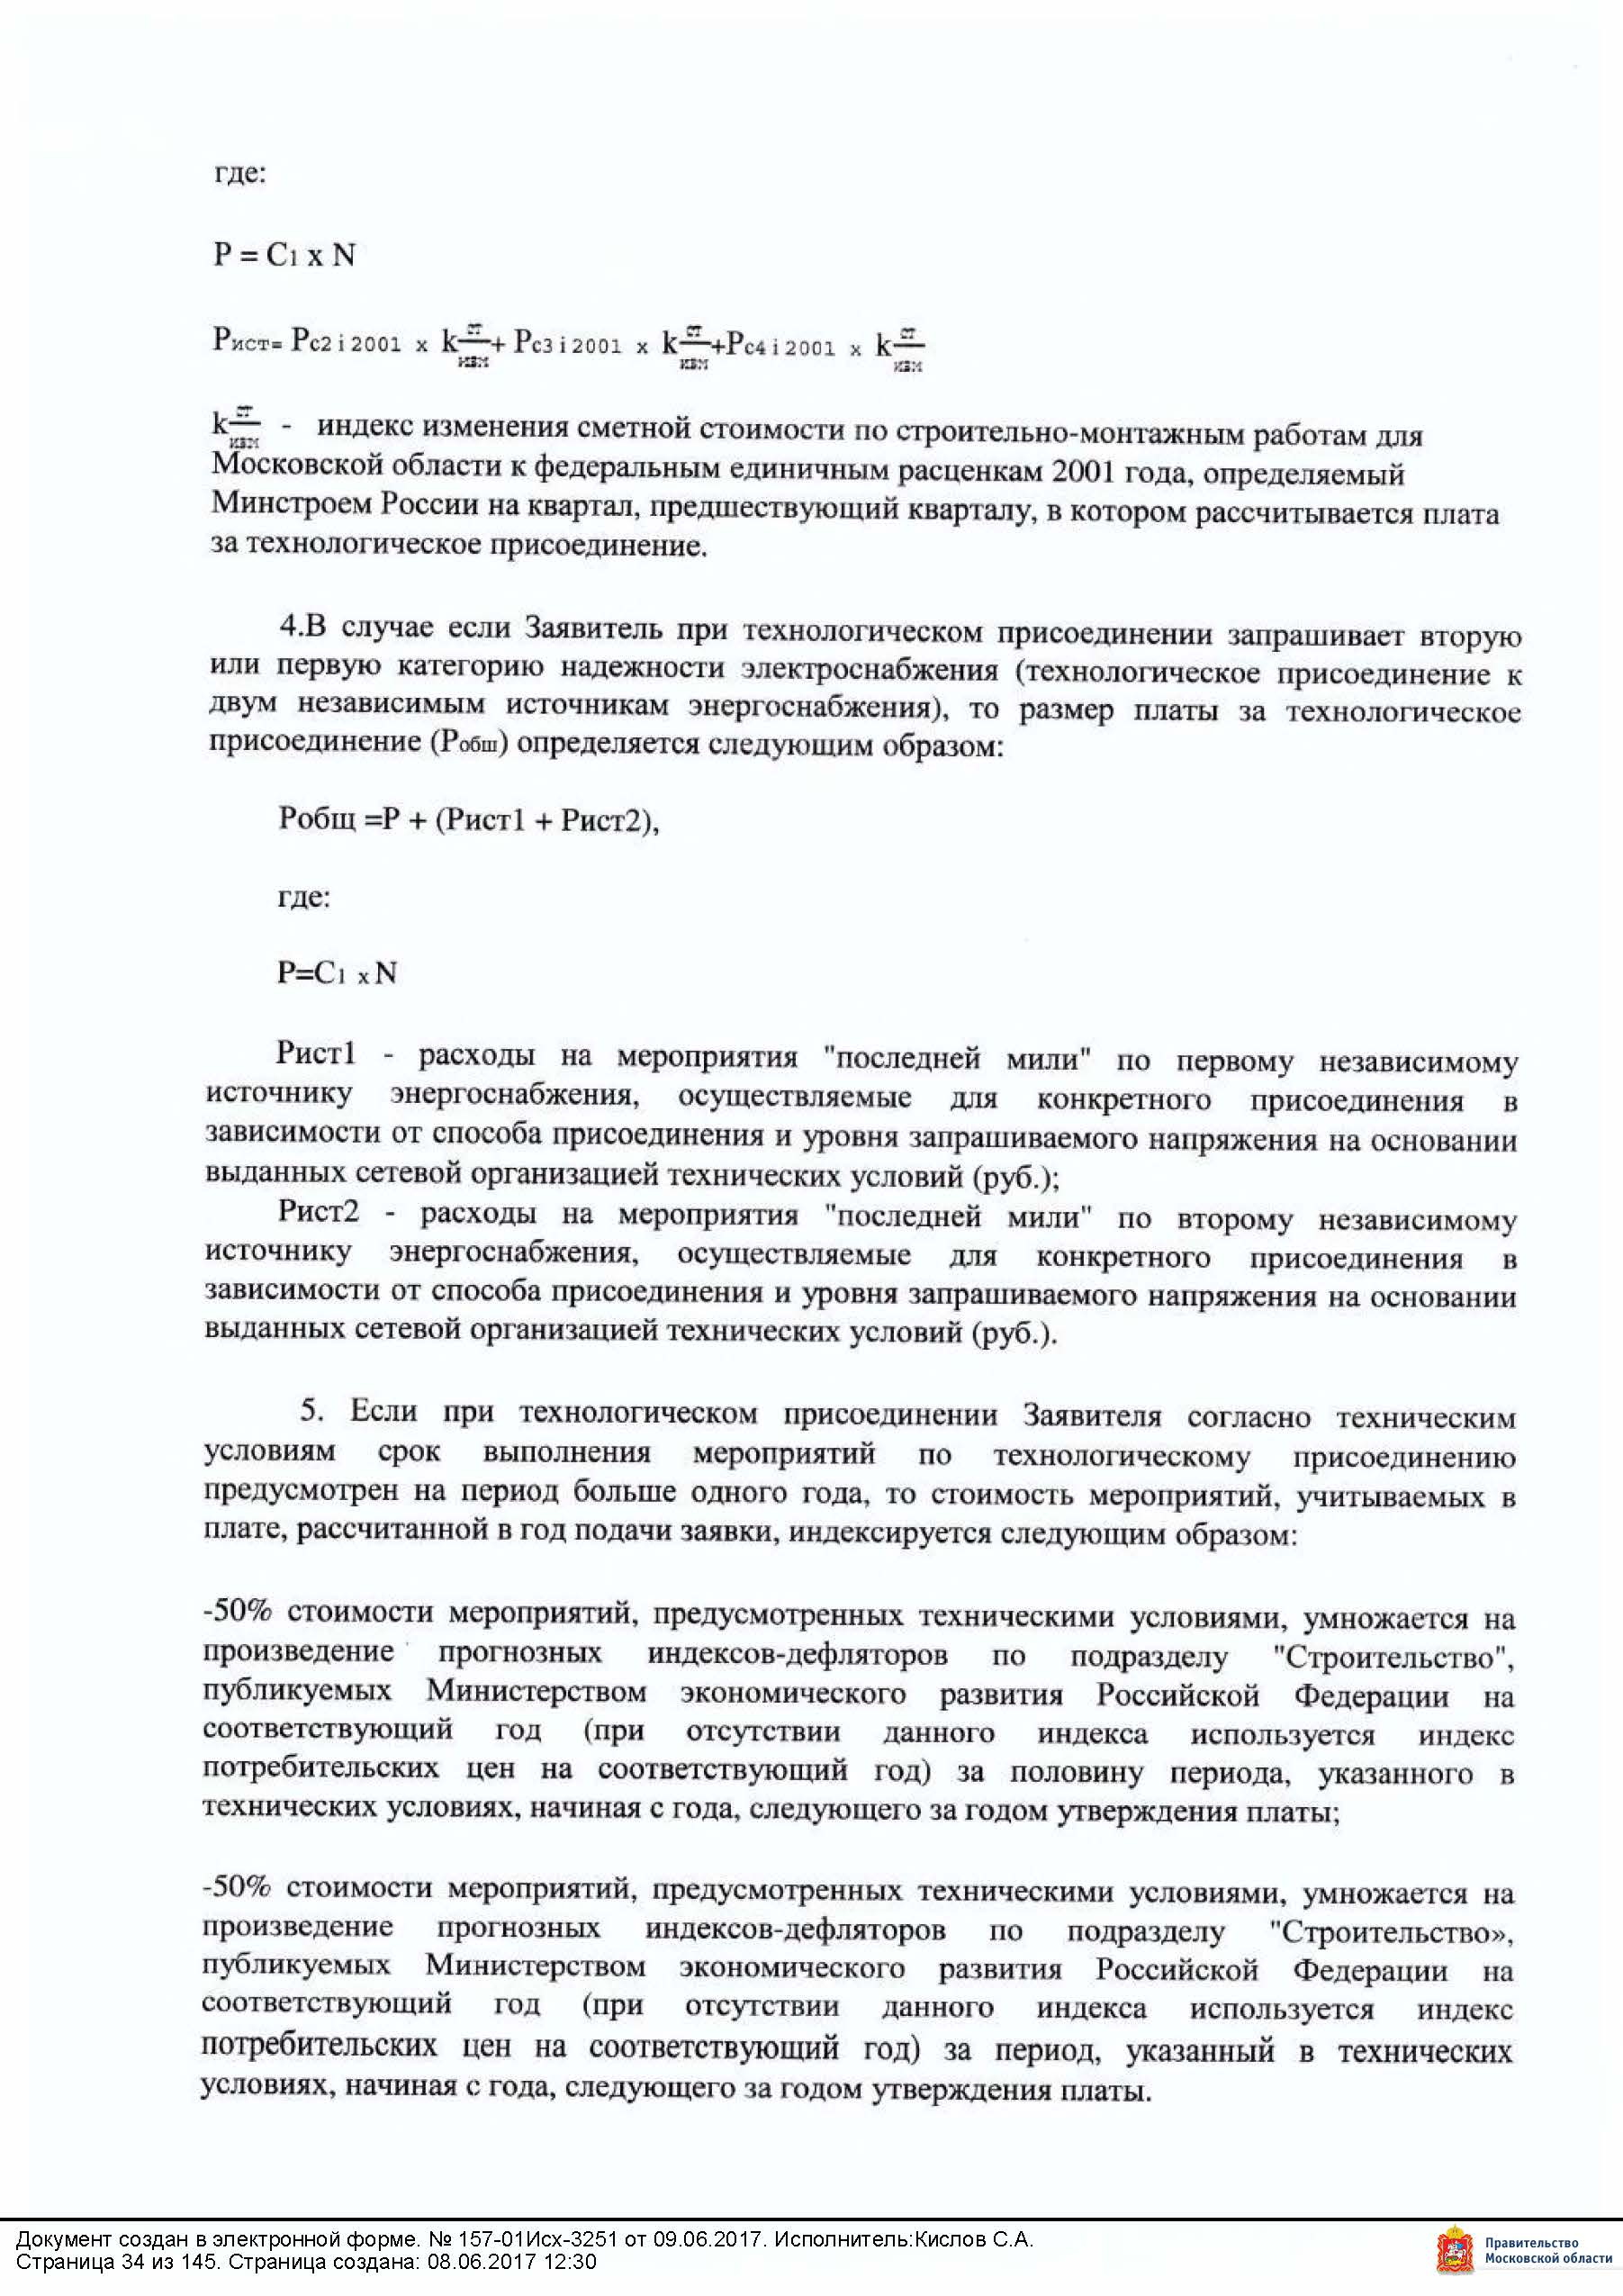 где:
P = C1 x N
Рист= Рс2 i 2001 x k ст изм + Рс3 i 2001 x k ст изм +Рс4 i 2001 x k ст изм
k ст изм - индекс изменения сметной стоимости по строительно-монтажным работам для
Московской области к федеральным единичным расценкам 2001 года, определяемый
Минстроем России на квартал, предшествующий кварталу, в котором рассчитывается плата
за технологическое присоединение.
4.В случае если Заявитель при технологическом присоединении запрашивает вторую
или первую категорию надежности электроснабжения (технологическое присоединение к
двум независимым источникам энергоснабжения), то размер платы за технологическое
присоединение (Робщ) определяется следующим образом:
Робщ =Р + (Рист1 + Рист2),
где:
P=C1 x N
Рист1 - расходы на мероприятия "последней мили" по первому независимому
источнику энергоснабжения, осуществляемые для конкретного присоединения в
зависимости от способа присоединения и уровня запрашиваемого напряжения на основании
выданных сетевой организацией технических условий (руб.);
Рист2 - расходы на мероприятия "последней мили" по второму независимому
источнику энергоснабжения, осуществляемые для конкретного присоединения в
зависимости от способа присоединения и уровня запрашиваемого напряжения на основании
выданных сетевой организацией технических условий (руб.).
5. Если при технологическом присоединении Заявителя согласно техническим
условиям срок выполнения мероприятий по технологическому присоединению
предусмотрен на период больше одного года, то стоимость мероприятий, учитываемых в
плате, рассчитанной в год подачи заявки, индексируется следующим образом:
-50% стоимости мероприятий, предусмотренных техническими условиями, умножается на
произведение прогнозных индексов-дефляторов по подразделу "Строительство",
публикуемых Министерством экономического развития Российской Федерации на
соответствующий год (при отсутствии данного индекса используется индекс
потребительских цен на соответствующий год) за половину периода, указанного в
технических условиях, начиная с года, следующего за годом утверждения платы;
-50% стоимости мероприятий, предусмотренных техническими условиями, умножается на
произведение прогнозных индексов-дефляторов по подразделу "Строительство»,
публикуемых Министерством экономического развития Российской Федерации на
соответствующий год (при отсутствии данного индекса используется индекс
потребительских цен на соответствующий год) за период, указанный в технических
условиях, начиная с года, следующего за годом утверждения платы.
Документ создан в электронной форме. № 157-01Исх-3251 от 09.06.2017. Исполнитель:Кислов С.А.
Страница 34 из 145. Страница создана: 08.06.2017 12:30
Правительство
Московской области